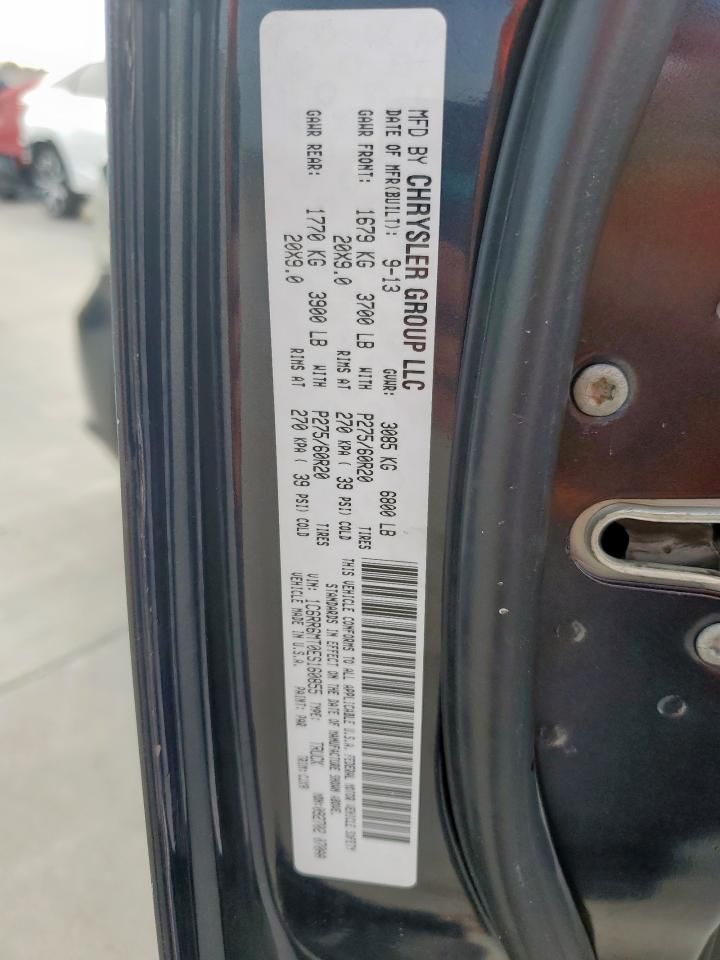 MFD BY CHRYSLER GROUP LLC
DATE OF MFR(BUILT): 9-13 GVWR: 3085 KG 6800 LB
GAWR FRONT: 1679 KG 3700 LB WITH P275/60R20 TIRES
20X9.0 RIMS AT 270 KPA ( 39 PSI) COLD
GAWR REAR: 1770 KG 3900 LB WITH P275/60R20 TIRES
20X9.0 RIMS AT 270 KPA ( 39 PSI) COLD
THIS VEHICLE CONFORMS TO ALL APPLICABLE U.S.A. FEDERAL MOTOR VEHICLE SAFETY
STANDARDS IN EFFECT ON THE DATE OF MANUFACTURE SHOWN ABOVE.
VIN: 1C6RR6MT0ES160855 TYPE: TRUCK
VEHICLE MADE IN U.S.A. PAINT: PAR